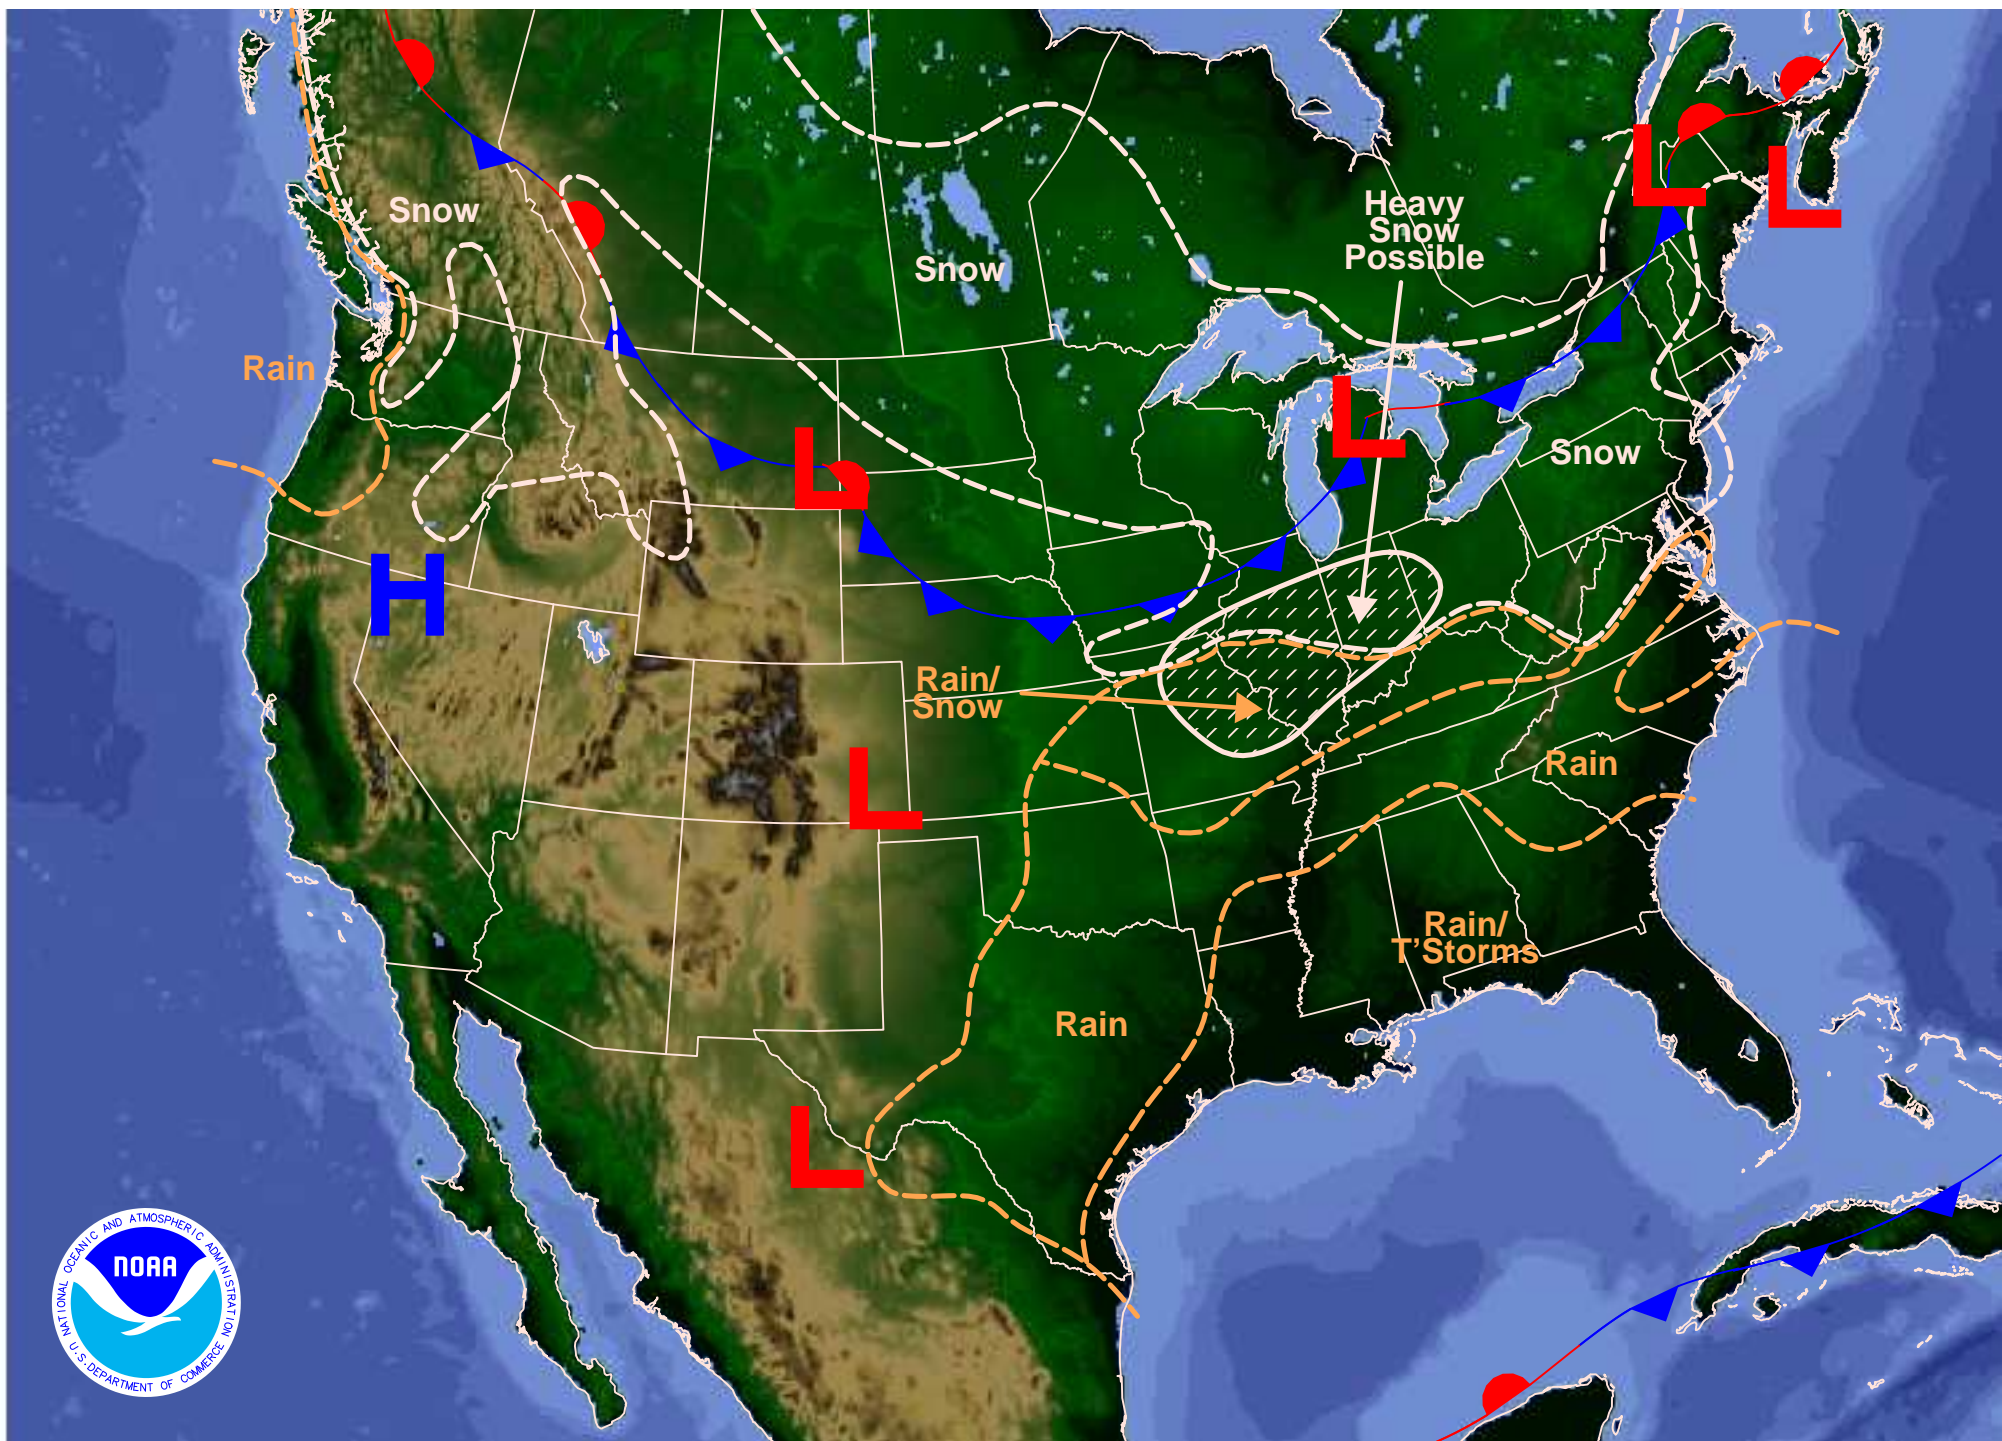 Heavy
Snow
Possible
Snow
Snow
L
L
Rain
L
Snow
L
H
Rain/
Snow
L
Rain
Rain/
T'Storms
Rain
L
NATIONAL OCEANIC AND ATMOSPHERIC ADMINISTRATION
NOAA
U.S. DEPARTMENT OF COMMERCE